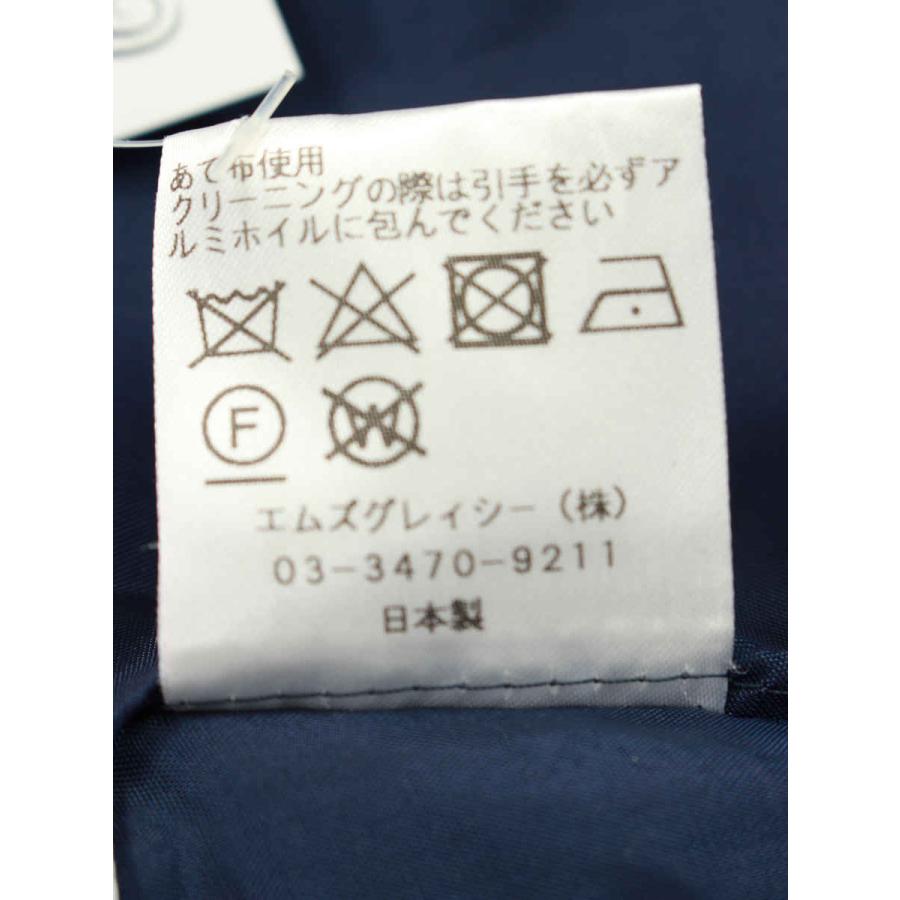 あて布使用
クリーニングの際は引手を必ずア
ルミホイルに包んでください
F
W
エムズグレイシー(株)
03-3470-9211
日本製